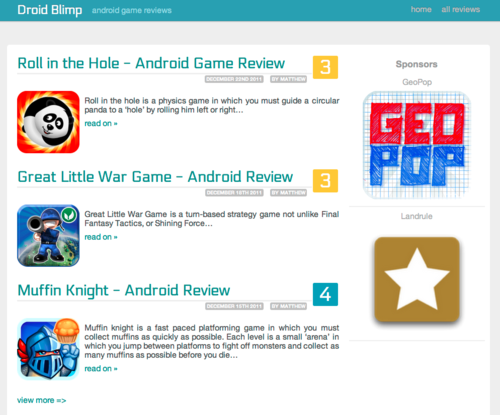 Droid Blimp android game reviews home all reviews
Roll in the Hole - Android Game Review 3
DECEMBER 22ND 2011 BY MATTHEW
Roll in the hole is a physics game in which you must guide a circular
panda to a 'hole' by rolling him left or right...
read on »
Great Little War Game - Android Review 3
DECEMBER 15TH 2011 BY MATTHEW
Great Little War Game is a turn-based strategy game not unlike Final
Fantasy Tactics, or Shining Force...
read on »
Muffin Knight - Android Review 4
BY MATTHEW
Muffin knight is a fast paced platforming game in which you must
collect muffins as quickly as possible. Each level is a small 'arena' in
which you jump between platforms to fight off monsters and collect as
many muffins as possible before you die...
read on »
view more =>
Sponsors
GeoPop
GEO
POP
Landrule